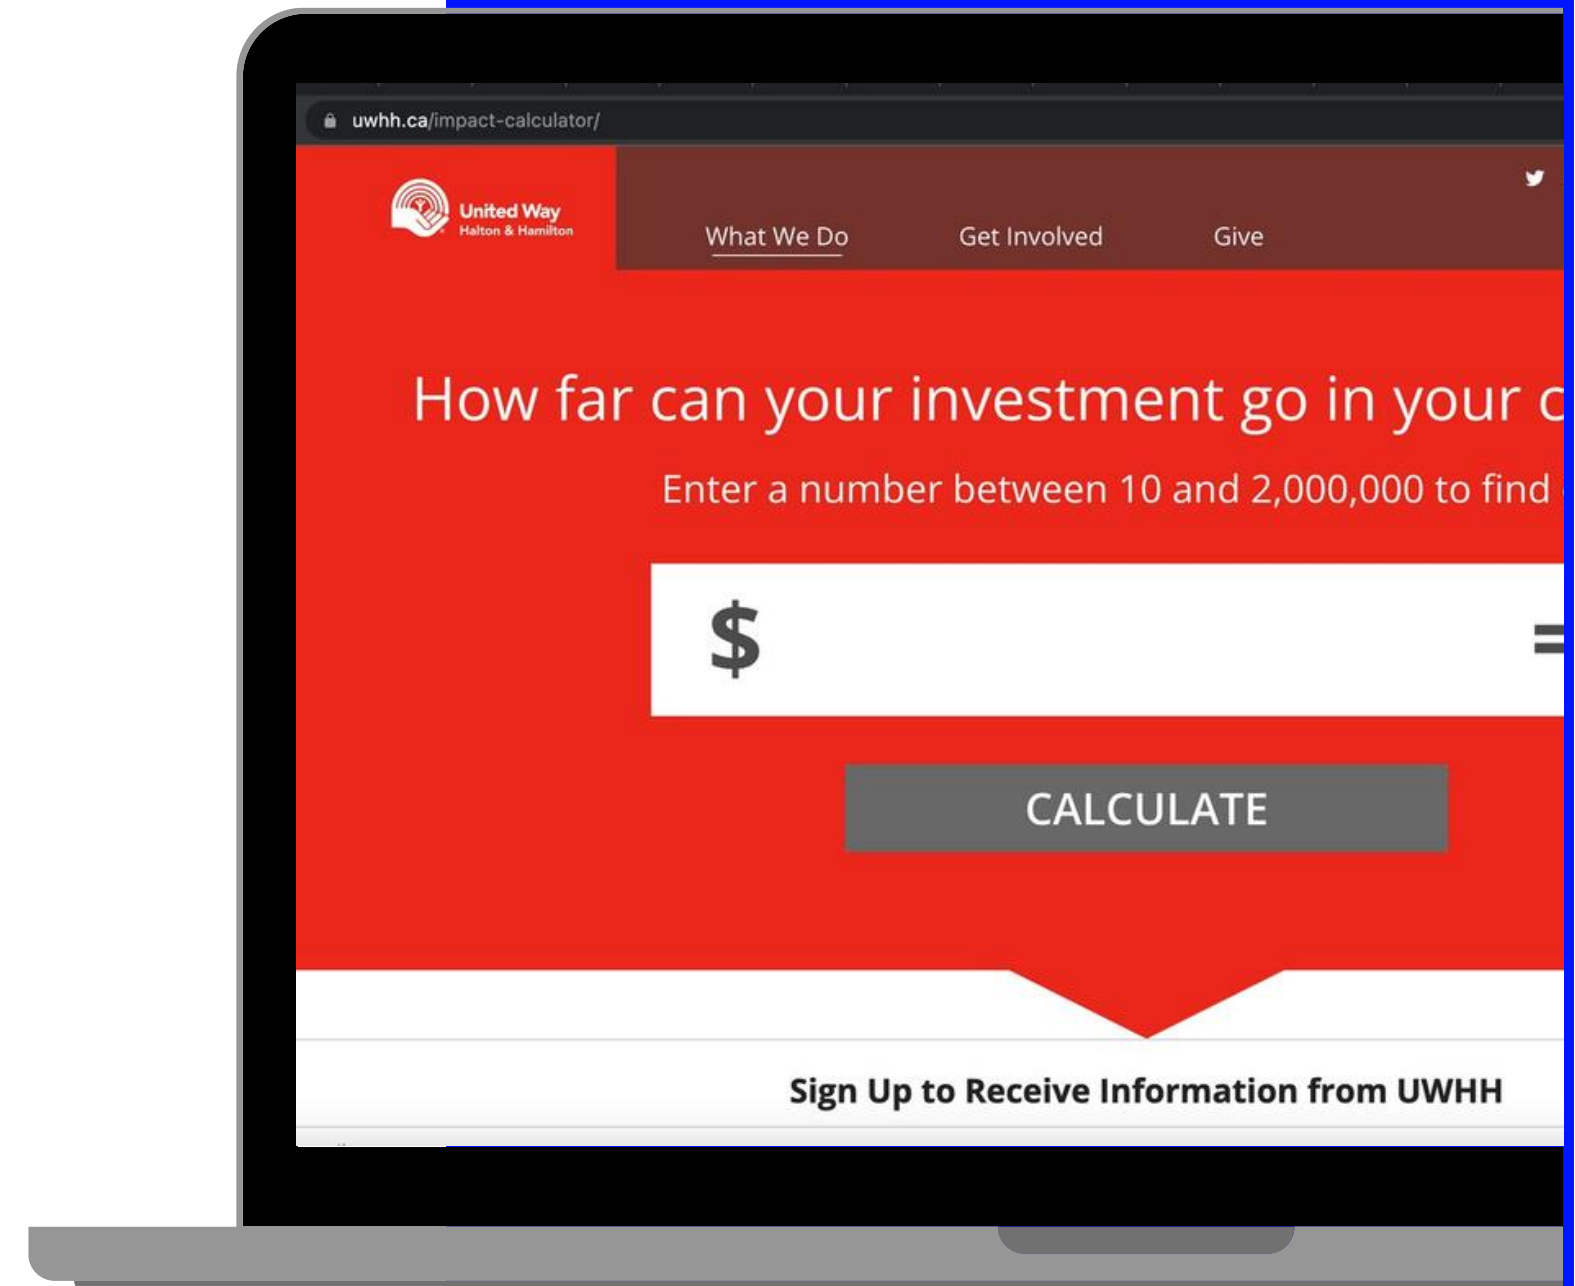 uwhh.ca/impact-calculator/
United Way
Halton & Hamilton
What We Do
Get Involved
Give
How far can your investment go in your c
Enter a number between 10 and 2,000,000 to find
$ =
CALCULATE
Sign Up to Receive Information from UWHH